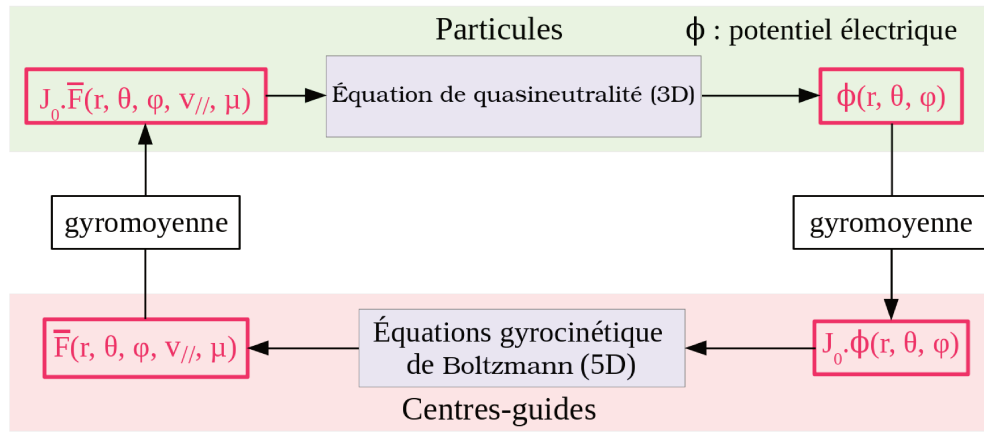 Particules
ϕ : potentiel électrique
J₀.F̅(r, θ, φ, v//, μ)
Équation de quasineutralité (3D)
ϕ(r, θ, φ)
gyromoyenne
gyromoyenne
F̅(r, θ, φ, v//, μ)
Équations gyrocinétique
de Boltzmann (5D)
J₀.ϕ(r, θ, φ)
Centres-guides